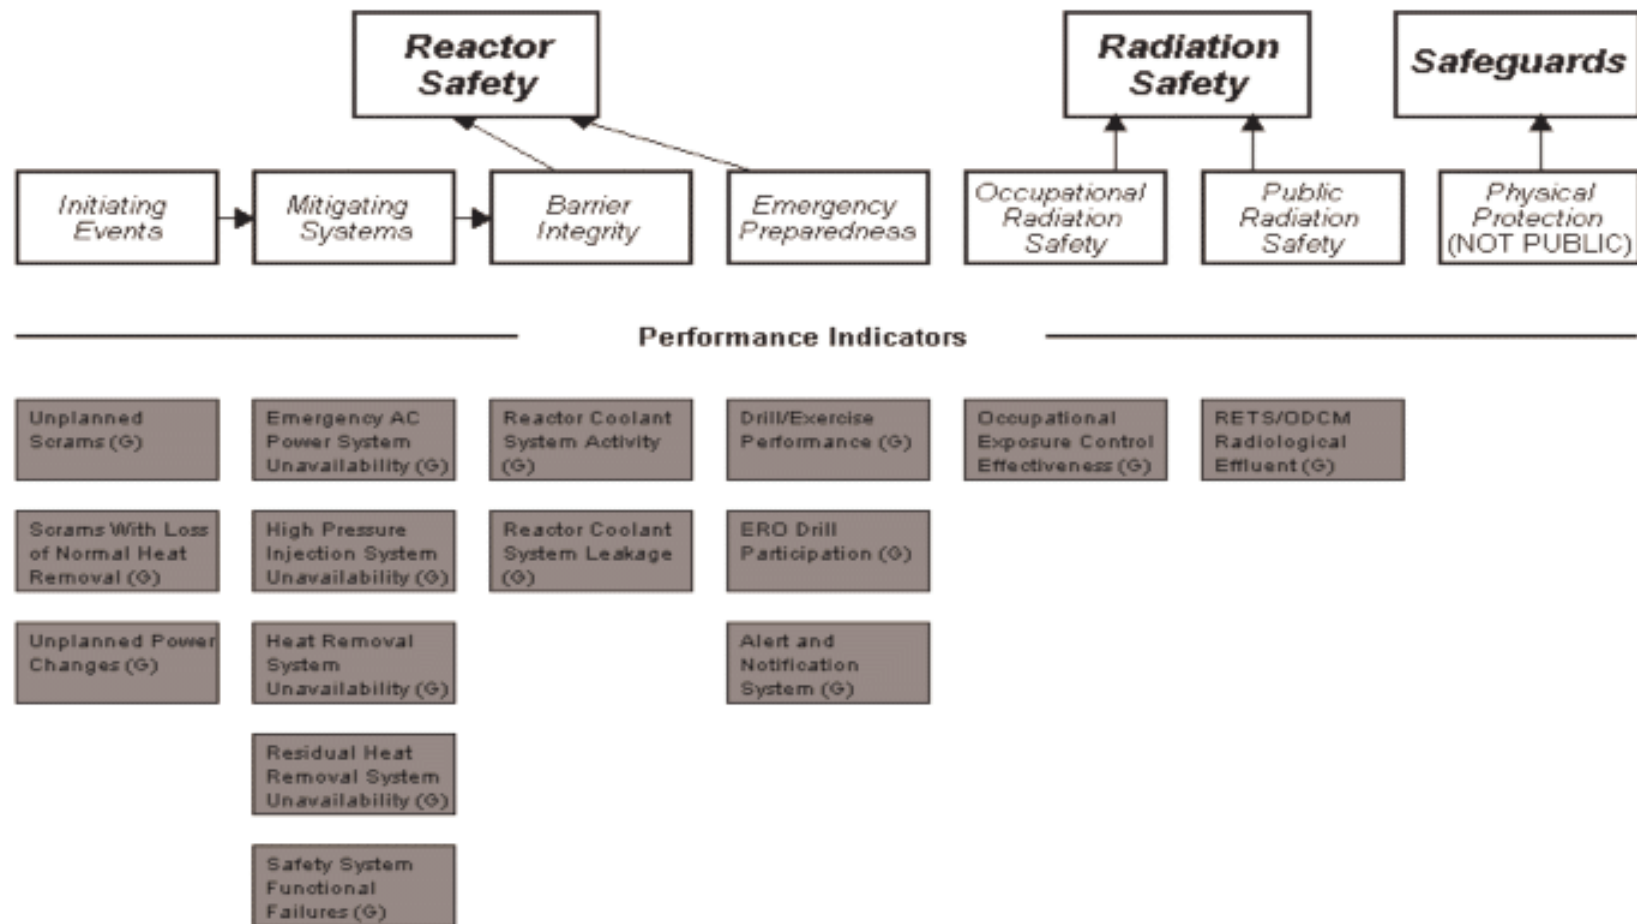 Reactor
Safety
Radiation
Safety
Safeguards
Initiating
Events
Mitigating
Systems
Barrier
Integrity
Emergency
Preparedness
Occupational
Radiation
Safety
Public
Radiation
Safety
Physical
Protection
(NOT PUBLIC)
Performance Indicators
Unplanned
Scrams (G)
Emergency AC
Power System
Unavailability (G)
Reactor Coolant
System Activity
(G)
Drill/Exercise
Performance (G)
Occupational
Exposure Control
Effectiveness (G)
RETS/ODCM
Radiological
Effluent (G)
Scrams With Loss
of Normal Heat
Removal (G)
High Pressure
Injection System
Unavailability (G)
Reactor Coolant
System Leakage
(G)
ERO Drill
Participation (G)
Unplanned Power
Changes (G)
Heat Removal
System
Unavailability (G)
Alert and
Notification
System (G)
Residual Heat
Removal System
Unavailability (G)
Safety System
Functional
Failures (G)